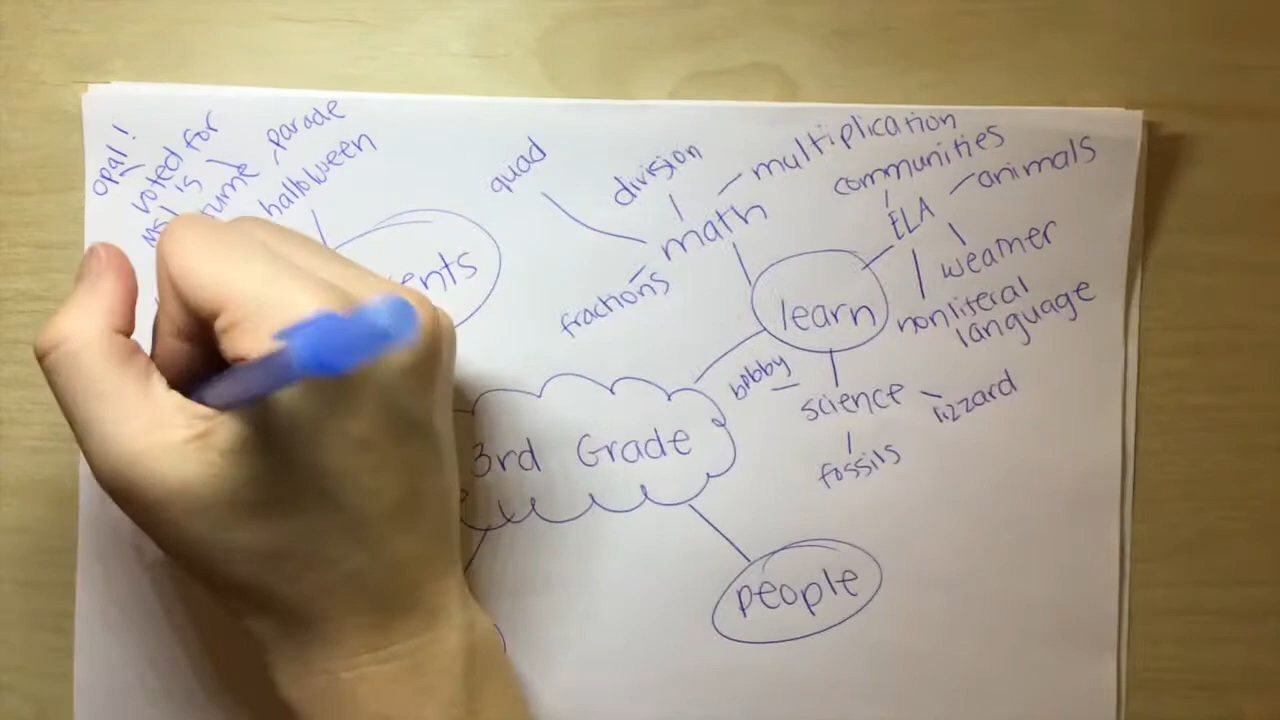 opal!
voted for
is
parade
halloween
quad
division
multiplication
communities
animals
math
ELA
fractions
weather
learn
nonliteral
language
bobby
science
lizzard
fossils
3rd Grade
people